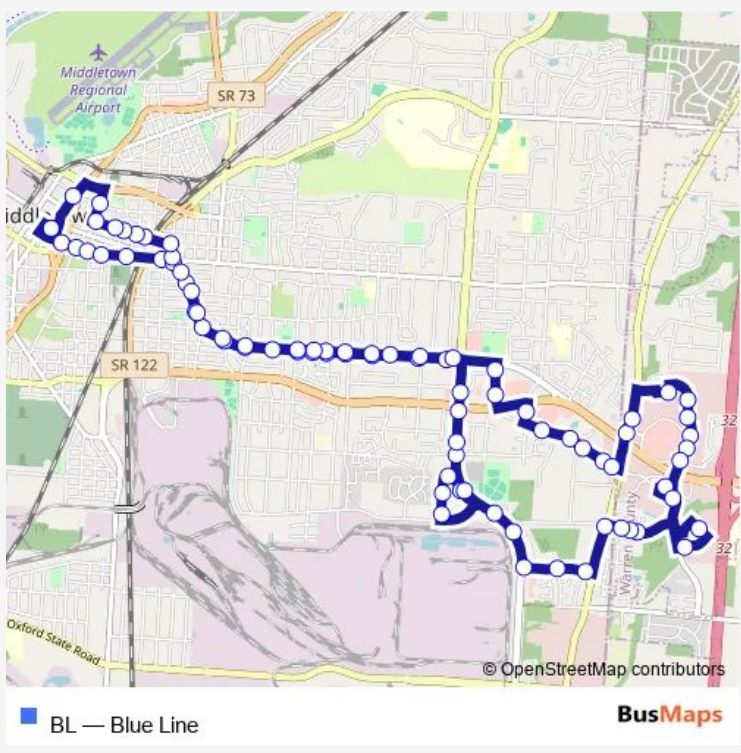 Middletown
Regional
Airport
SR 73
SR 122
32
32
Warren County
Oxford State Road
© OpenStreetMap contributors
BL — Blue Line
BusMaps